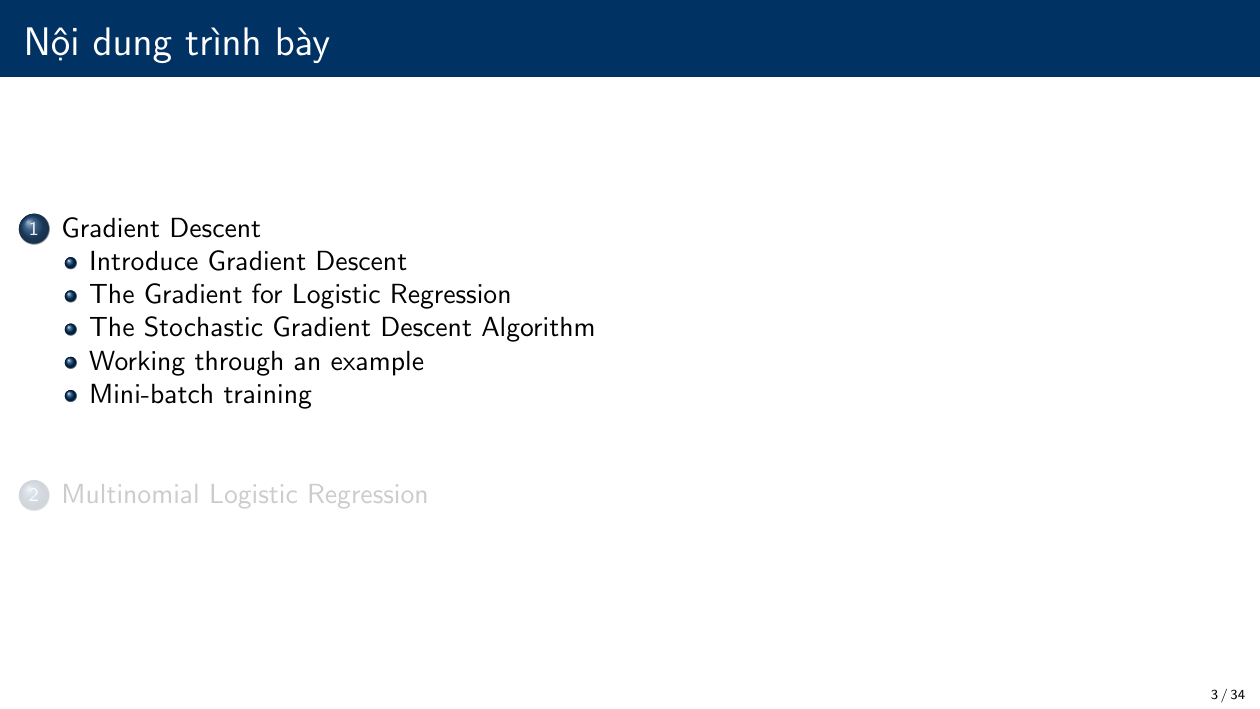 Nội dung trình bày
1 Gradient Descent
Introduce Gradient Descent
The Gradient for Logistic Regression
The Stochastic Gradient Descent Algorithm
Working through an example
Mini-batch training
2 Multinomial Logistic Regression
3 / 34